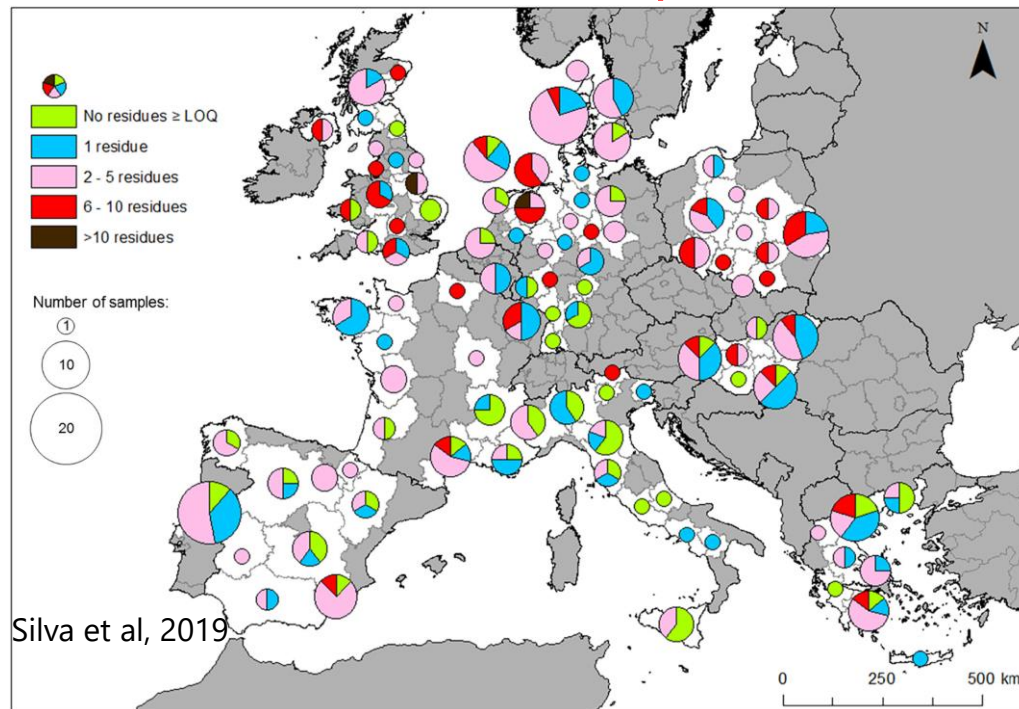 N
No residues ≥ LOQ
1 residue
2 - 5 residues
6 - 10 residues
>10 residues
Number of samples:
1
10
20
Silva et al, 2019
0 250 500 km